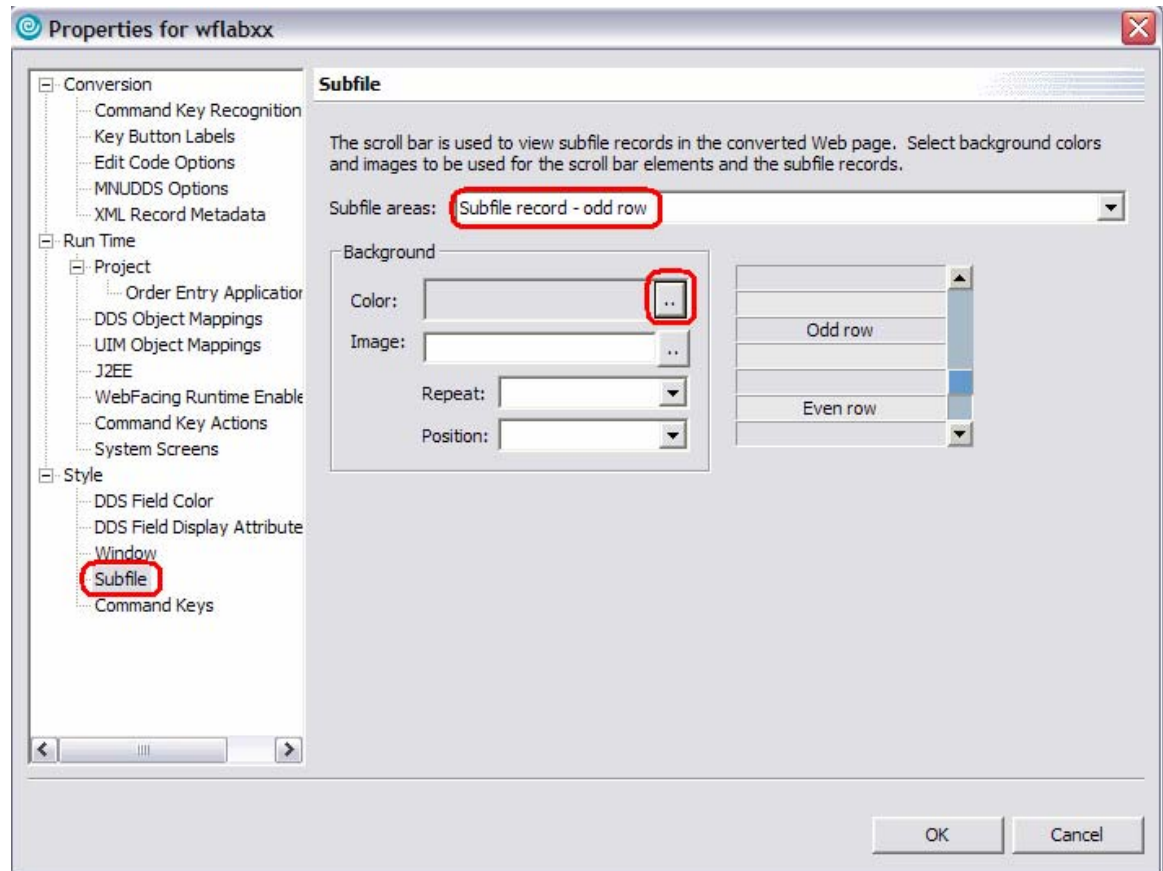 Properties for wflabxx
Conversion
Command Key Recognition
Key Button Labels
Edit Code Options
MNUDDS Options
XML Record Metadata
Run Time
Project
Order Entry Application
DDS Object Mappings
UIM Object Mappings
J2EE
WebFacing Runtime Enable
Command Key Actions
System Screens
Style
DDS Field Color
DDS Field Display Attribute
Window
Subfile
Command Keys
Subfile
The scroll bar is used to view subfile records in the converted Web page. Select background colors
and images to be used for the scroll bar elements and the subfile records.
Subfile areas: Subfile record - odd row
Background
Color: ..
Image: ..
Repeat:
Position:
Odd row
Even row
OK Cancel